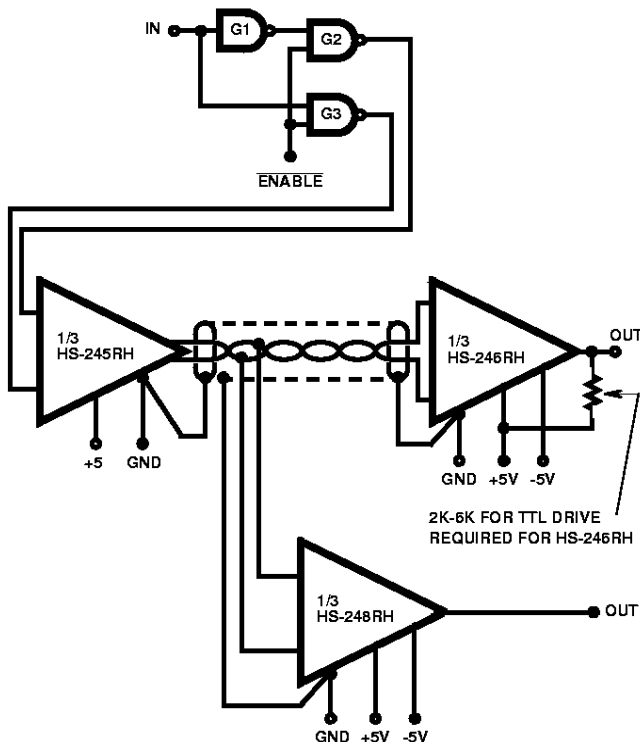 IN
G1
G2
G3
ENABLE
1/3
HS-245RH
+5
GND
1/3
HS-246RH
OUT
GND
+5V
-5V
2K-6K FOR TTL DRIVE
REQUIRED FOR HS-246RH
1/3
HS-248RH
OUT
GND
+5V
-5V